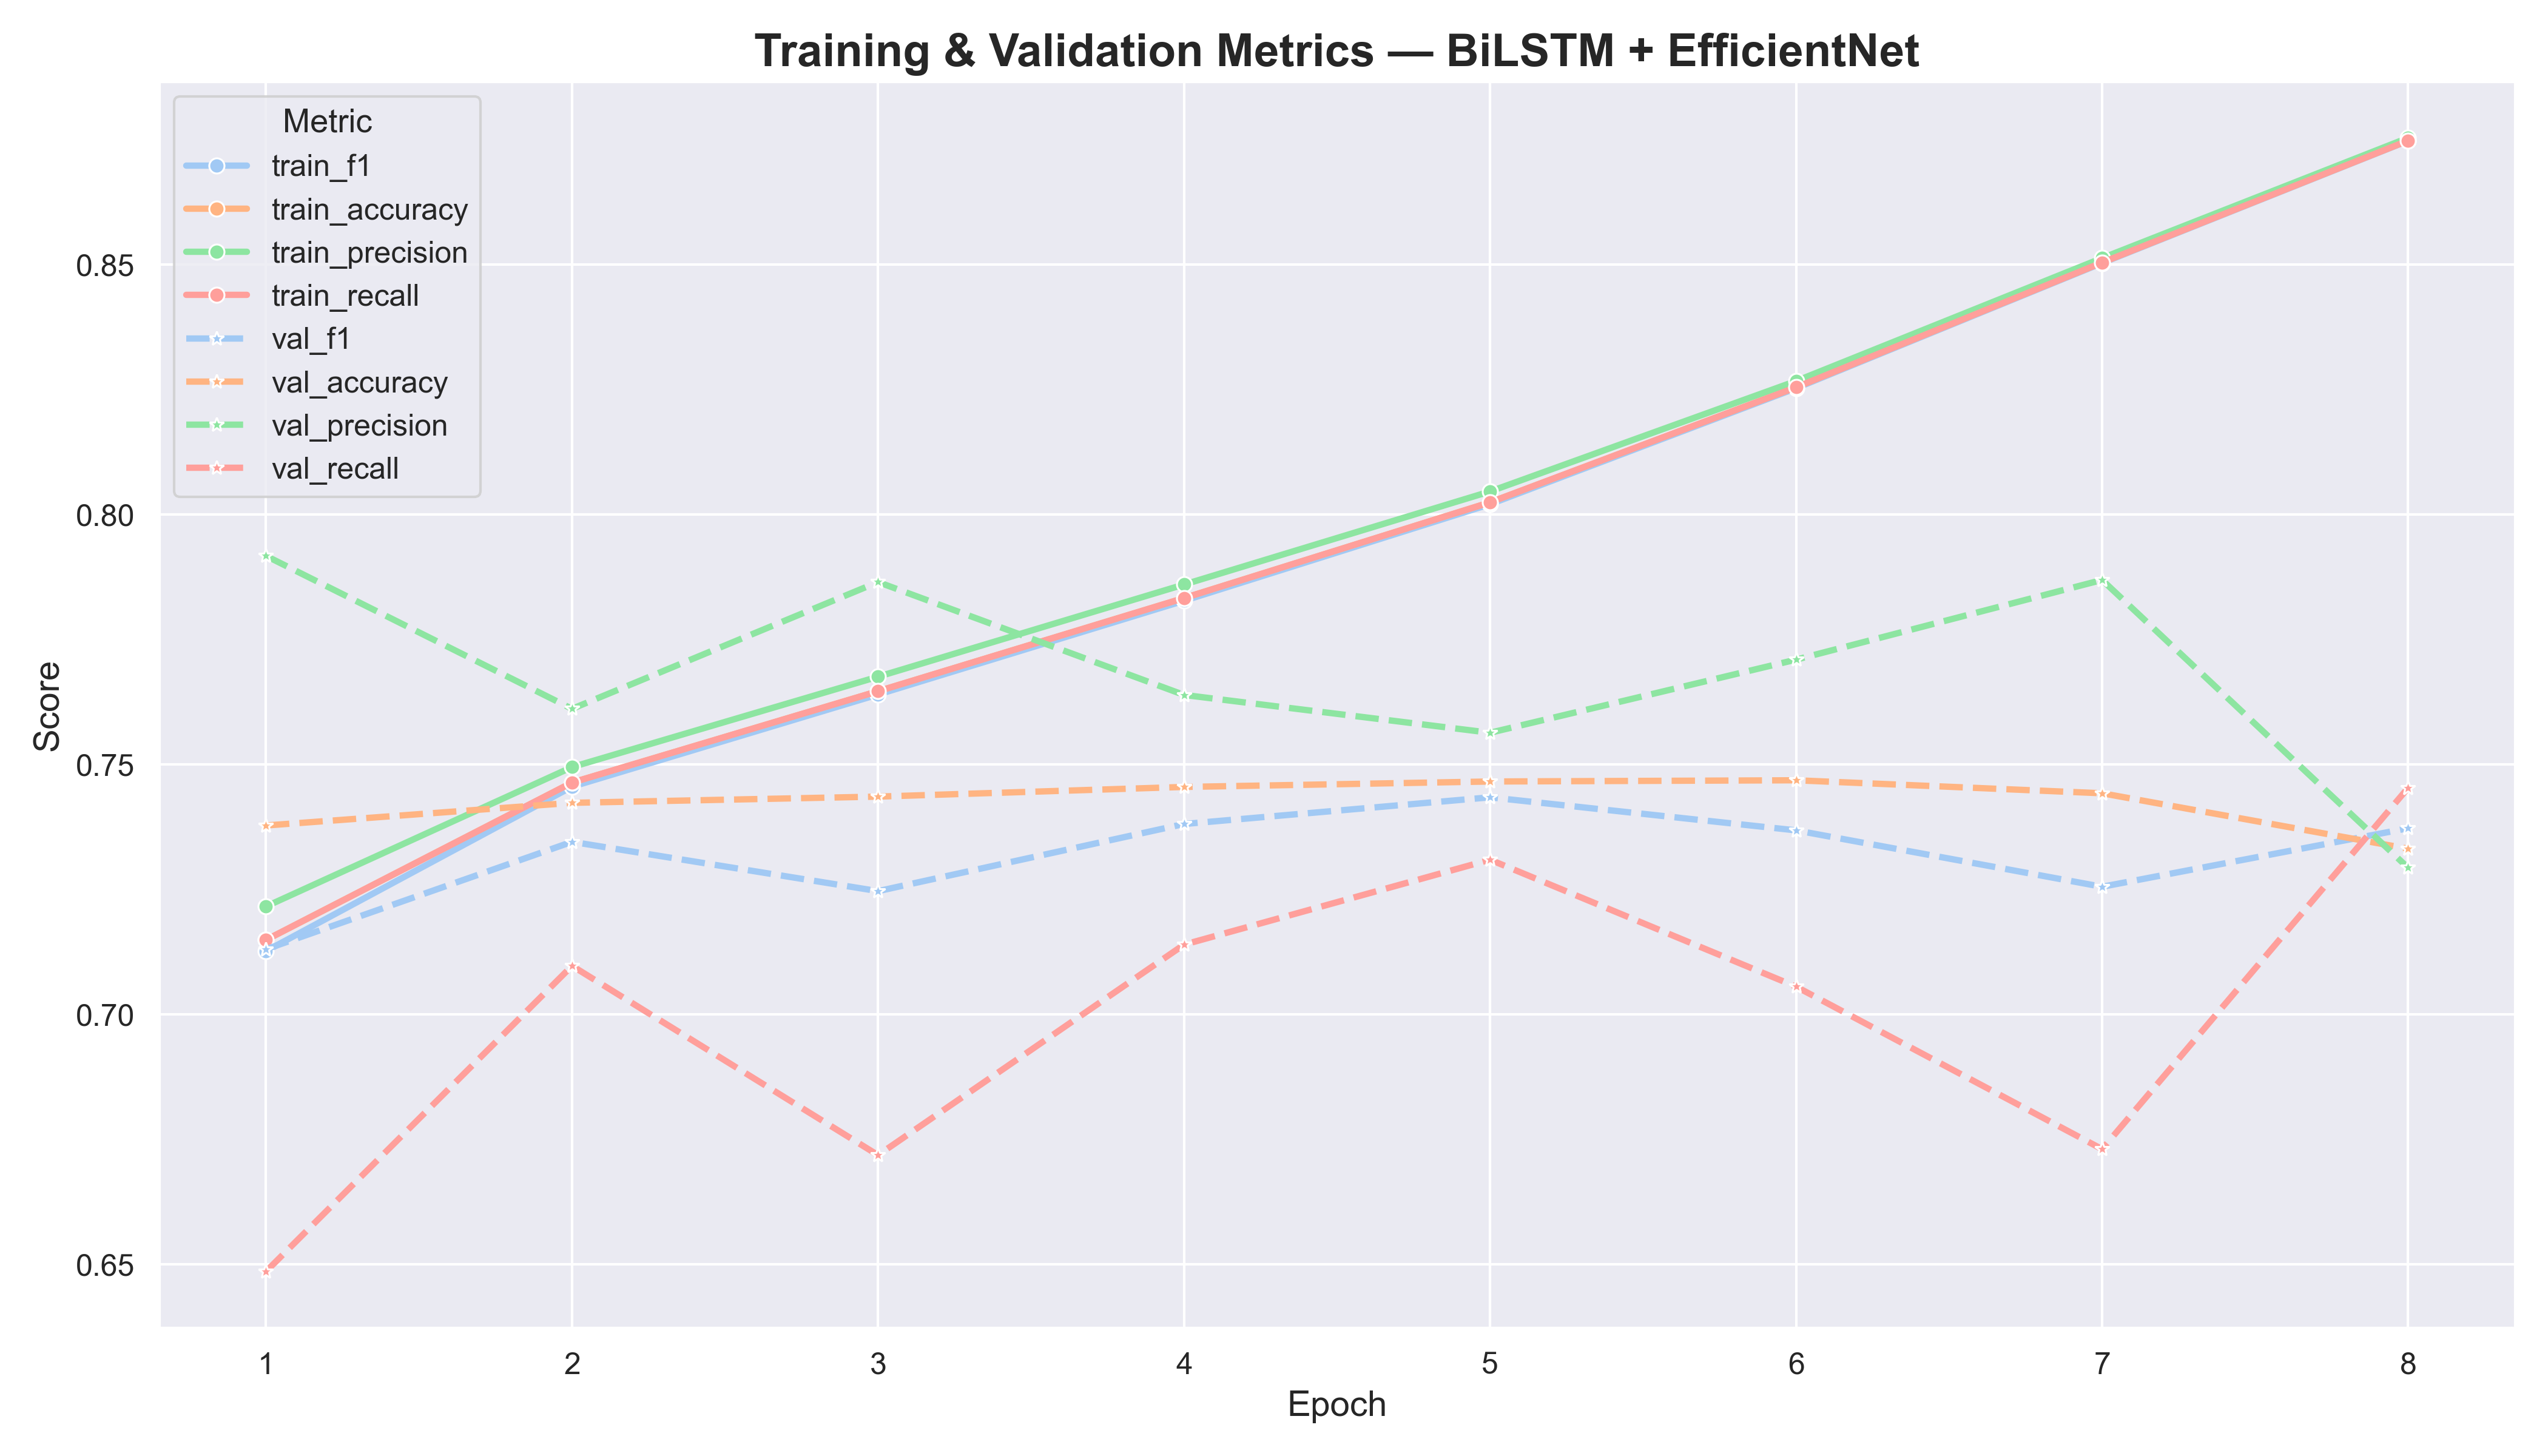 Training & Validation Metrics — BiLSTM + EfficientNet
Metric
train_f1
train_accuracy
train_precision
train_recall
val_f1
val_accuracy
val_precision
val_recall
Score
0.85
0.80
0.75
0.70
0.65
1 2 3 4 5 6 7 8
Epoch